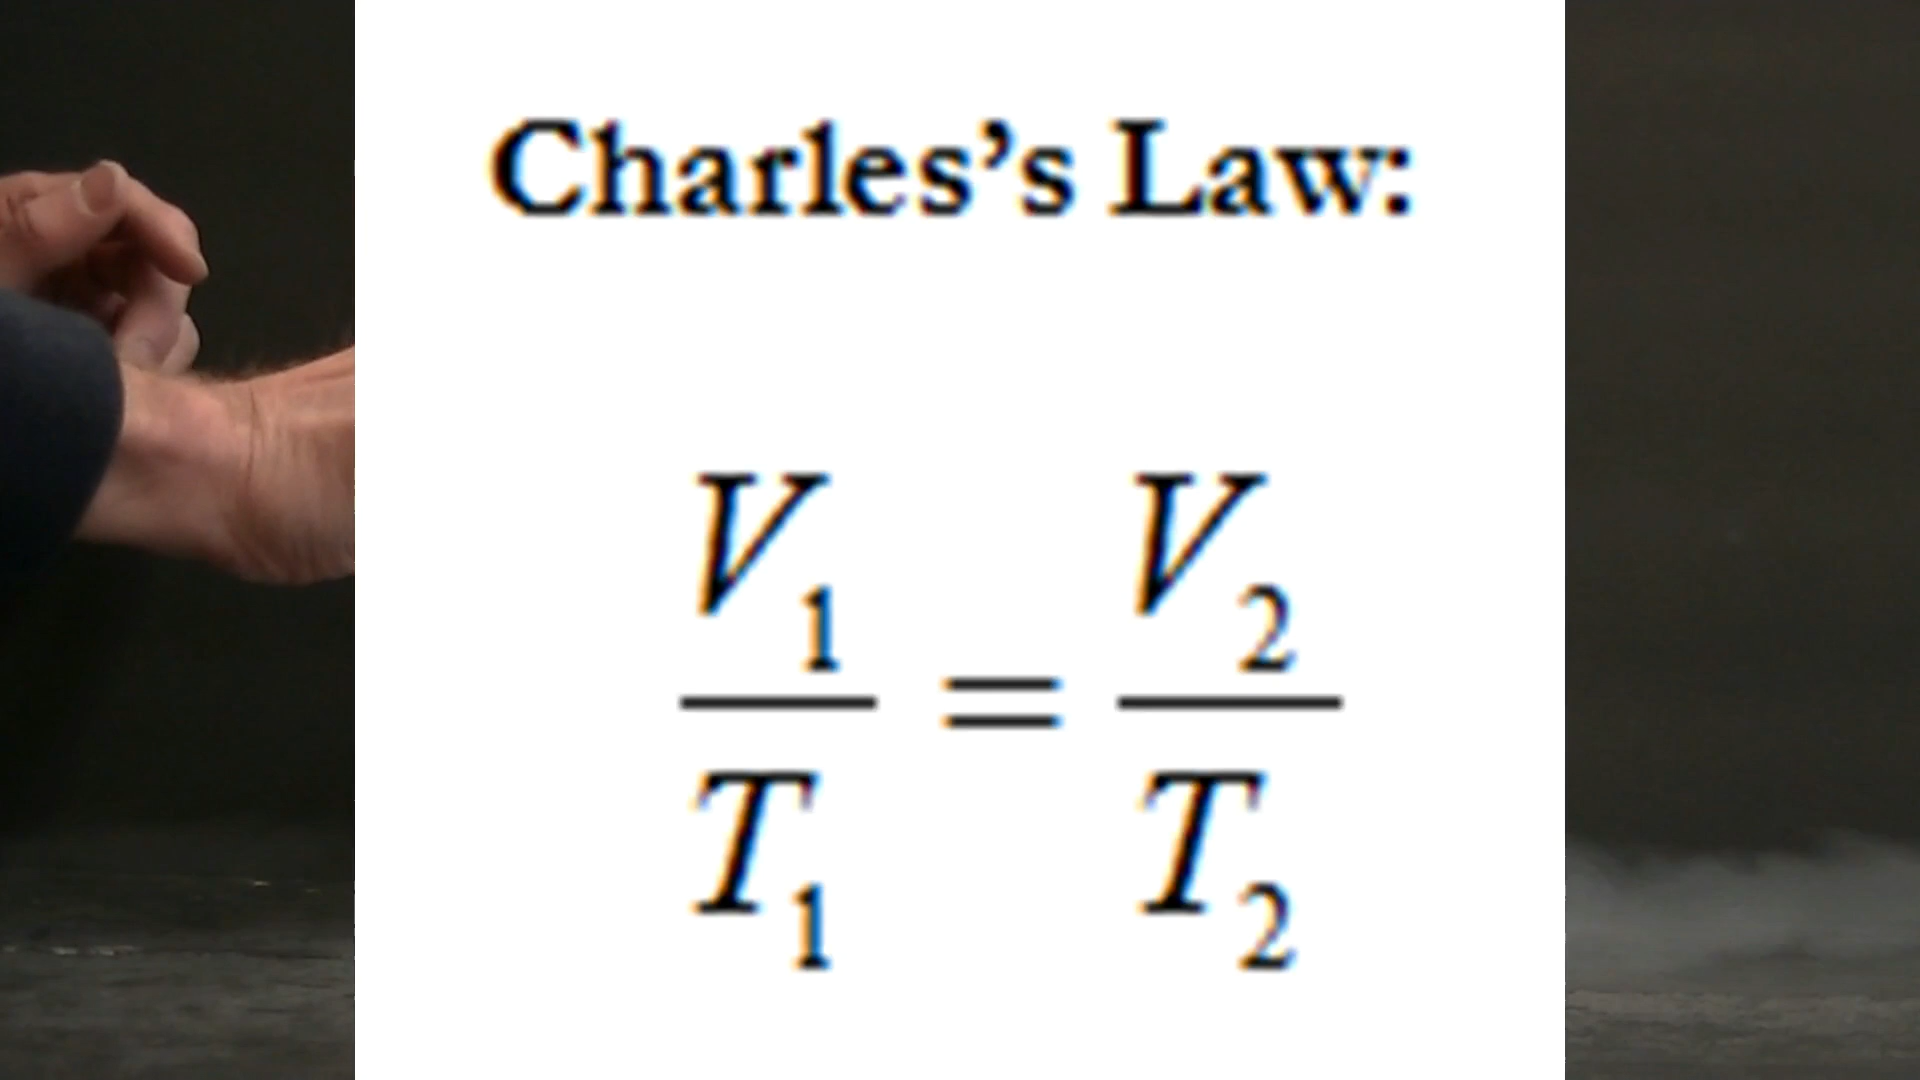 Charles’s Law:
V₁/T₁ = V₂/T₂